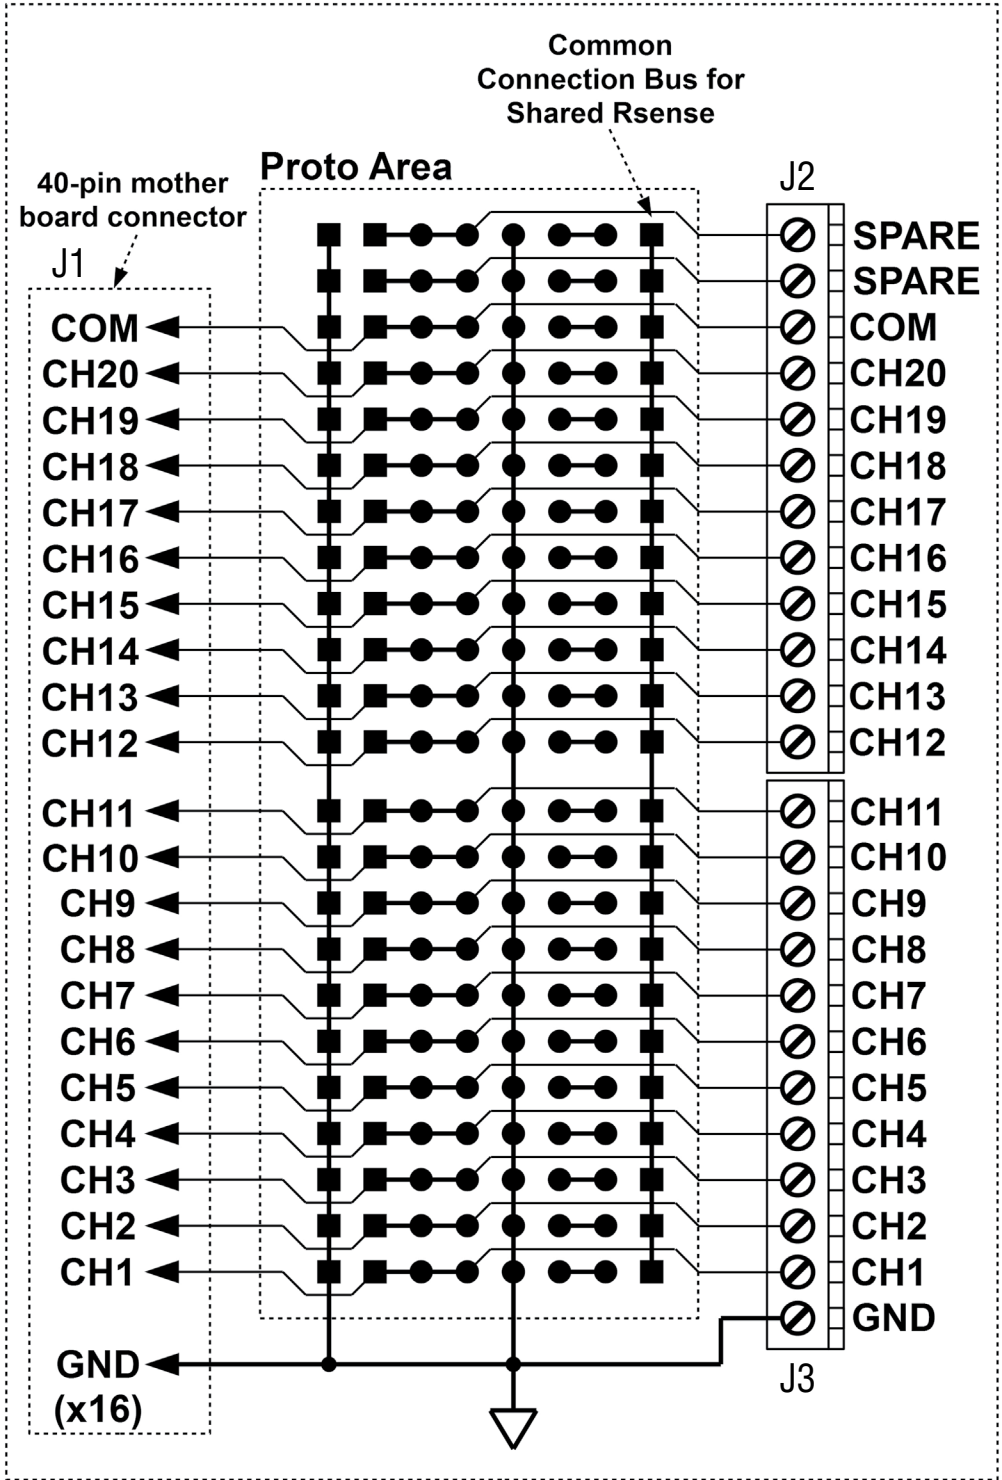 Common
Connection Bus for
Shared Rsense
Proto Area
40-pin mother
board connector
J1
J2
SPARE
SPARE
COM COM
CH20 CH20
CH19 CH19
CH18 CH18
CH17 CH17
CH16 CH16
CH15 CH15
CH14 CH14
CH13 CH13
CH12 CH12
CH11 CH11
CH10 CH10
CH9 CH9
CH8 CH8
CH7 CH7
CH6 CH6
CH5 CH5
CH4 CH4
CH3 CH3
CH2 CH2
CH1 CH1
GND
GND
(x16)
J3